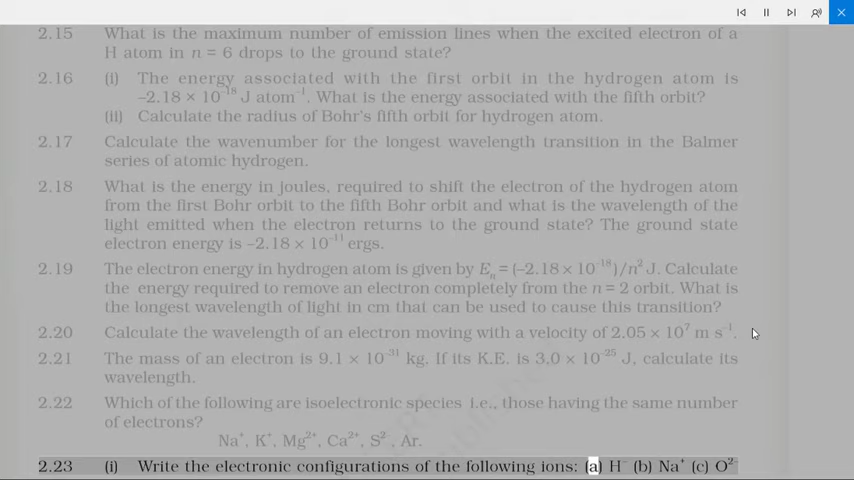 2.15 What is the maximum number of emission lines when the excited electron of a
H atom in n = 6 drops to the ground state?
2.16 (i) The energy associated with the first orbit in the hydrogen atom is
–2.18 × 10⁻¹⁸ J atom⁻¹. What is the energy associated with the fifth orbit?
(ii) Calculate the radius of Bohr's fifth orbit for hydrogen atom.
2.17 Calculate the wavenumber for the longest wavelength transition in the Balmer
series of atomic hydrogen.
2.18 What is the energy in joules, required to shift the electron of the hydrogen atom
from the first Bohr orbit to the fifth Bohr orbit and what is the wavelength of the
light emitted when the electron returns to the ground state? The ground state
electron energy is –2.18 × 10⁻¹¹ ergs.
2.19 The electron energy in hydrogen atom is given by Eₙ = (–2.18 × 10⁻¹⁸)/n² J. Calculate
the energy required to remove an electron completely from the n = 2 orbit. What is
the longest wavelength of light in cm that can be used to cause this transition?
2.20 Calculate the wavelength of an electron moving with a velocity of 2.05 × 10⁷ m s⁻¹.
2.21 The mass of an electron is 9.1 × 10⁻³¹ kg. If its K.E. is 3.0 × 10⁻²⁵ J, calculate its
wavelength.
2.22 Which of the following are isoelectronic species i.e., those having the same number
of electrons?
Na⁺, K⁺, Mg²⁺, Ca²⁺, S²⁻, Ar.
2.23 (i) Write the electronic configurations of the following ions: (a) H⁻ (b) Na⁺ (c) O²⁻